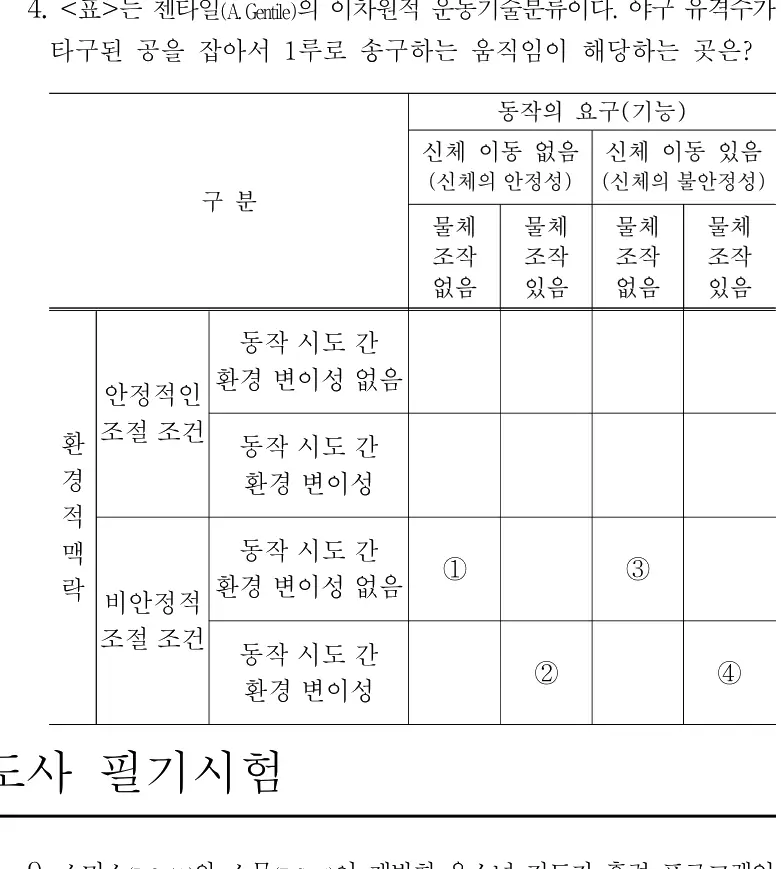 4. <표>는 젠타일(A. Gentile)의 이차원적 운동기술분류이다. 야구 유격수가
타구된 공을 잡아서 1루로 송구하는 움직임이 해당하는 곳은?
구 분
동작의 요구(기능)
신체 이동 없음
(신체의 안정성)
신체 이동 있음
(신체의 불안정성)
물체
조작
없음
물체
조작
있음
물체
조작
없음
물체
조작
있음
환경적맥락
안정적인
조절 조건
동작 시도 간
환경 변이성 없음
동작 시도 간
환경 변이성
비안정적
조절 조건
동작 시도 간
환경 변이성 없음
① ③
동작 시도 간
환경 변이성
② ④
도사 필기시험